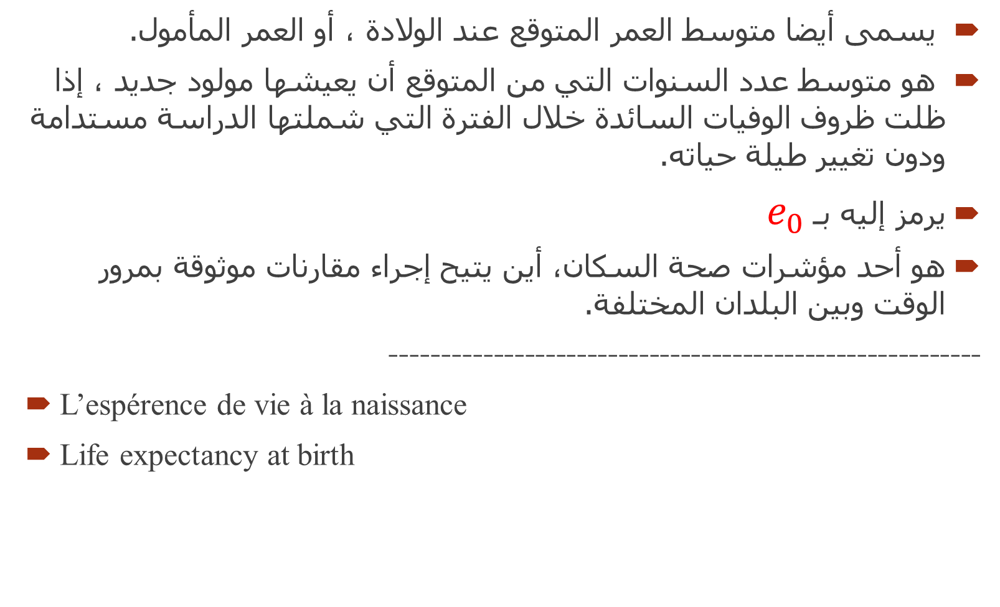 يسمى أيضا متوسط العمر المتوقع عند الولادة ، أو العمر المأمول.
هو متوسط عدد السنوات التي من المتوقع أن يعيشها مولود جديد ، إذا
ظلت ظروف الوفيات السائدة خلال الفترة التي شملتها الدراسة مستدامة
ودون تغيير طيلة حياته.
يرمز إليه بـ e₀
هو أحد مؤشرات صحة السكان، أين يتيح إجراء مقارنات موثوقة بمرور
الوقت وبين البلدان المختلفة.
---------------------------------------------------------
L’espérence de vie à la naissance
Life expectancy at birth